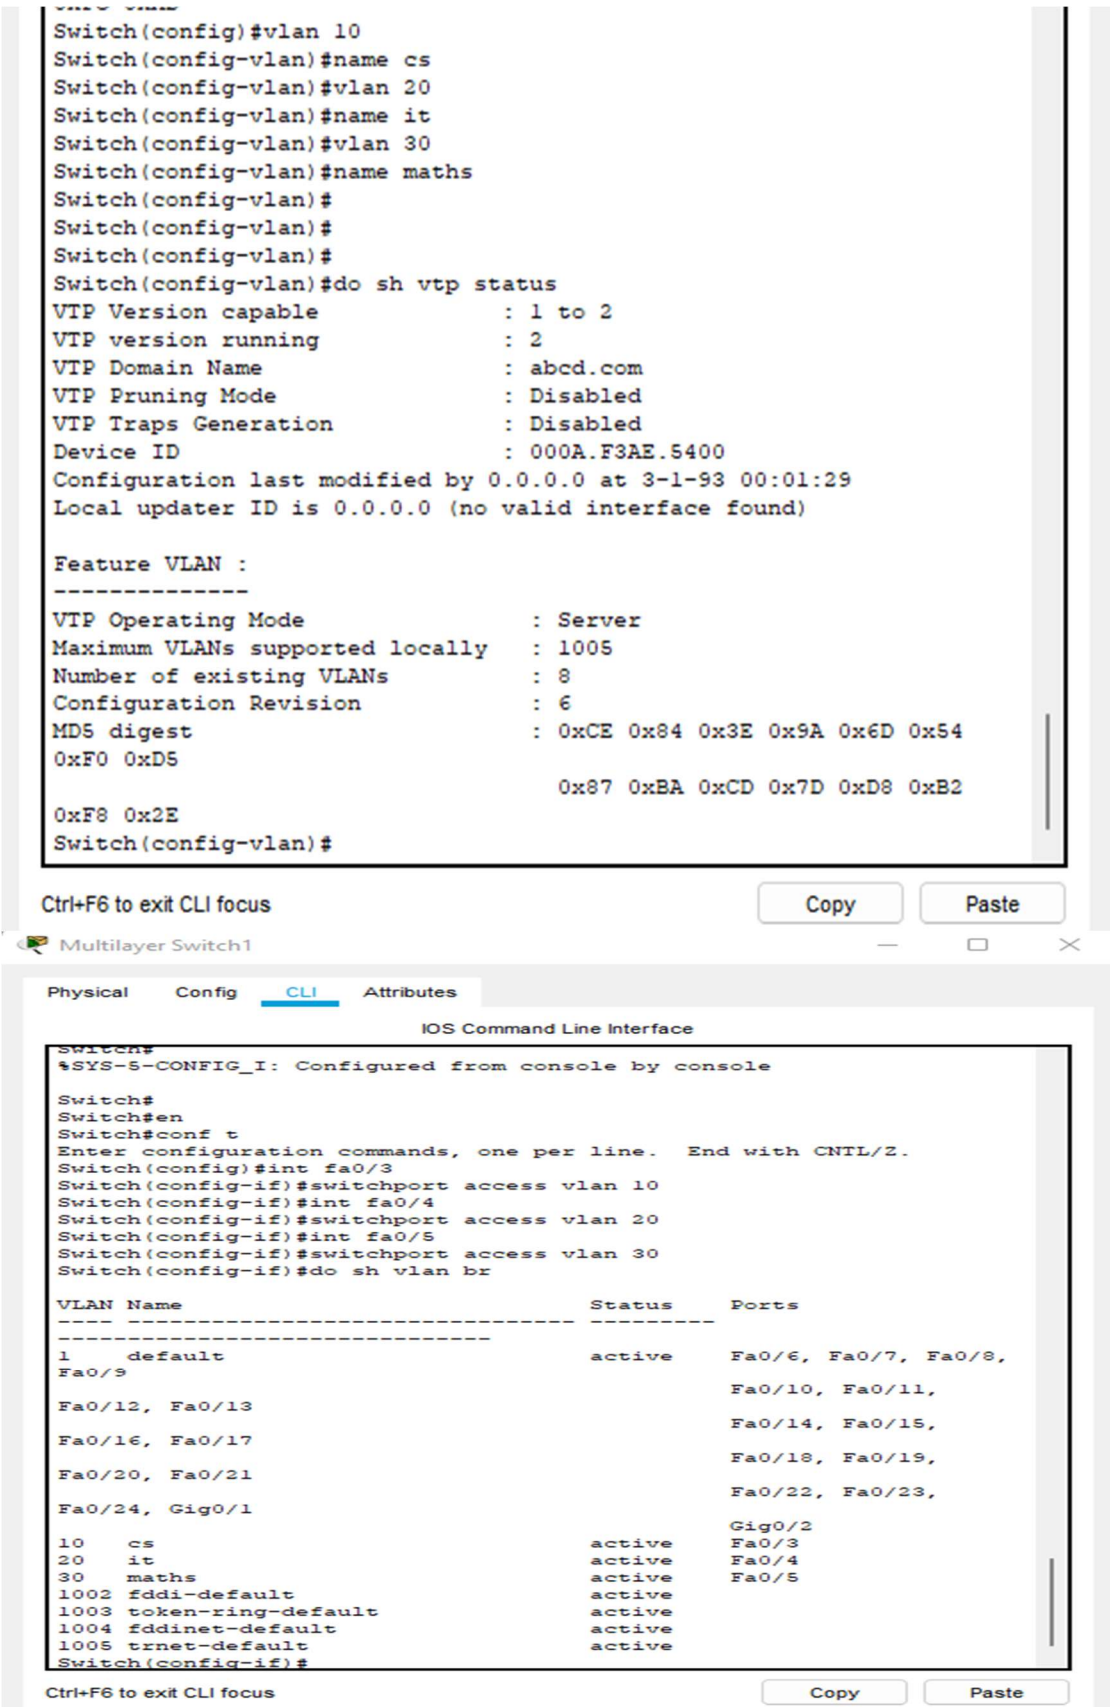 Switch(config)#vlan 10
Switch(config-vlan)#name cs
Switch(config-vlan)#vlan 20
Switch(config-vlan)#name it
Switch(config-vlan)#vlan 30
Switch(config-vlan)#name maths
Switch(config-vlan)#
Switch(config-vlan)#
Switch(config-vlan)#
Switch(config-vlan)#do sh vtp status
VTP Version capable : 1 to 2
VTP version running : 2
VTP Domain Name : abcd.com
VTP Pruning Mode : Disabled
VTP Traps Generation : Disabled
Device ID : 000A.F3AE.5400
Configuration last modified by 0.0.0.0 at 3-1-93 00:01:29
Local updater ID is 0.0.0.0 (no valid interface found)
Feature VLAN :
--------------
VTP Operating Mode : Server
Maximum VLANs supported locally : 1005
Number of existing VLANs : 8
Configuration Revision : 6
MD5 digest : 0xCE 0x84 0x3E 0x9A 0x6D 0x54
0xF0 0xD5
0x87 0xBA 0xCD 0x7D 0xD8 0xB2
0xF8 0x2E
Switch(config-vlan)#
Ctrl+F6 to exit CLI focus Copy Paste
Multilayer Switch1
Physical Config CLI Attributes
IOS Command Line Interface
Switch#
%SYS-5-CONFIG_I: Configured from console by console
Switch#
Switch#en
Switch#conf t
Enter configuration commands, one per line. End with CNTL/Z.
Switch(config)#int fa0/3
Switch(config-if)#switchport access vlan 10
Switch(config-if)#int fa0/4
Switch(config-if)#switchport access vlan 20
Switch(config-if)#int fa0/5
Switch(config-if)#switchport access vlan 30
Switch(config-if)#do sh vlan br
VLAN Name Status Ports
---- -------------------------------- ---------
-------------------------------
1 default active Fa0/6, Fa0/7, Fa0/8,
Fa0/9
Fa0/10, Fa0/11,
Fa0/12, Fa0/13
Fa0/14, Fa0/15,
Fa0/16, Fa0/17
Fa0/18, Fa0/19,
Fa0/20, Fa0/21
Fa0/22, Fa0/23,
Fa0/24, Gig0/1
Gig0/2
10 cs active Fa0/3
20 it active Fa0/4
30 maths active Fa0/5
1002 fddi-default active
1003 token-ring-default active
1004 fddinet-default active
1005 trnet-default active
Switch(config-if)#
Ctrl+F6 to exit CLI focus Copy Paste